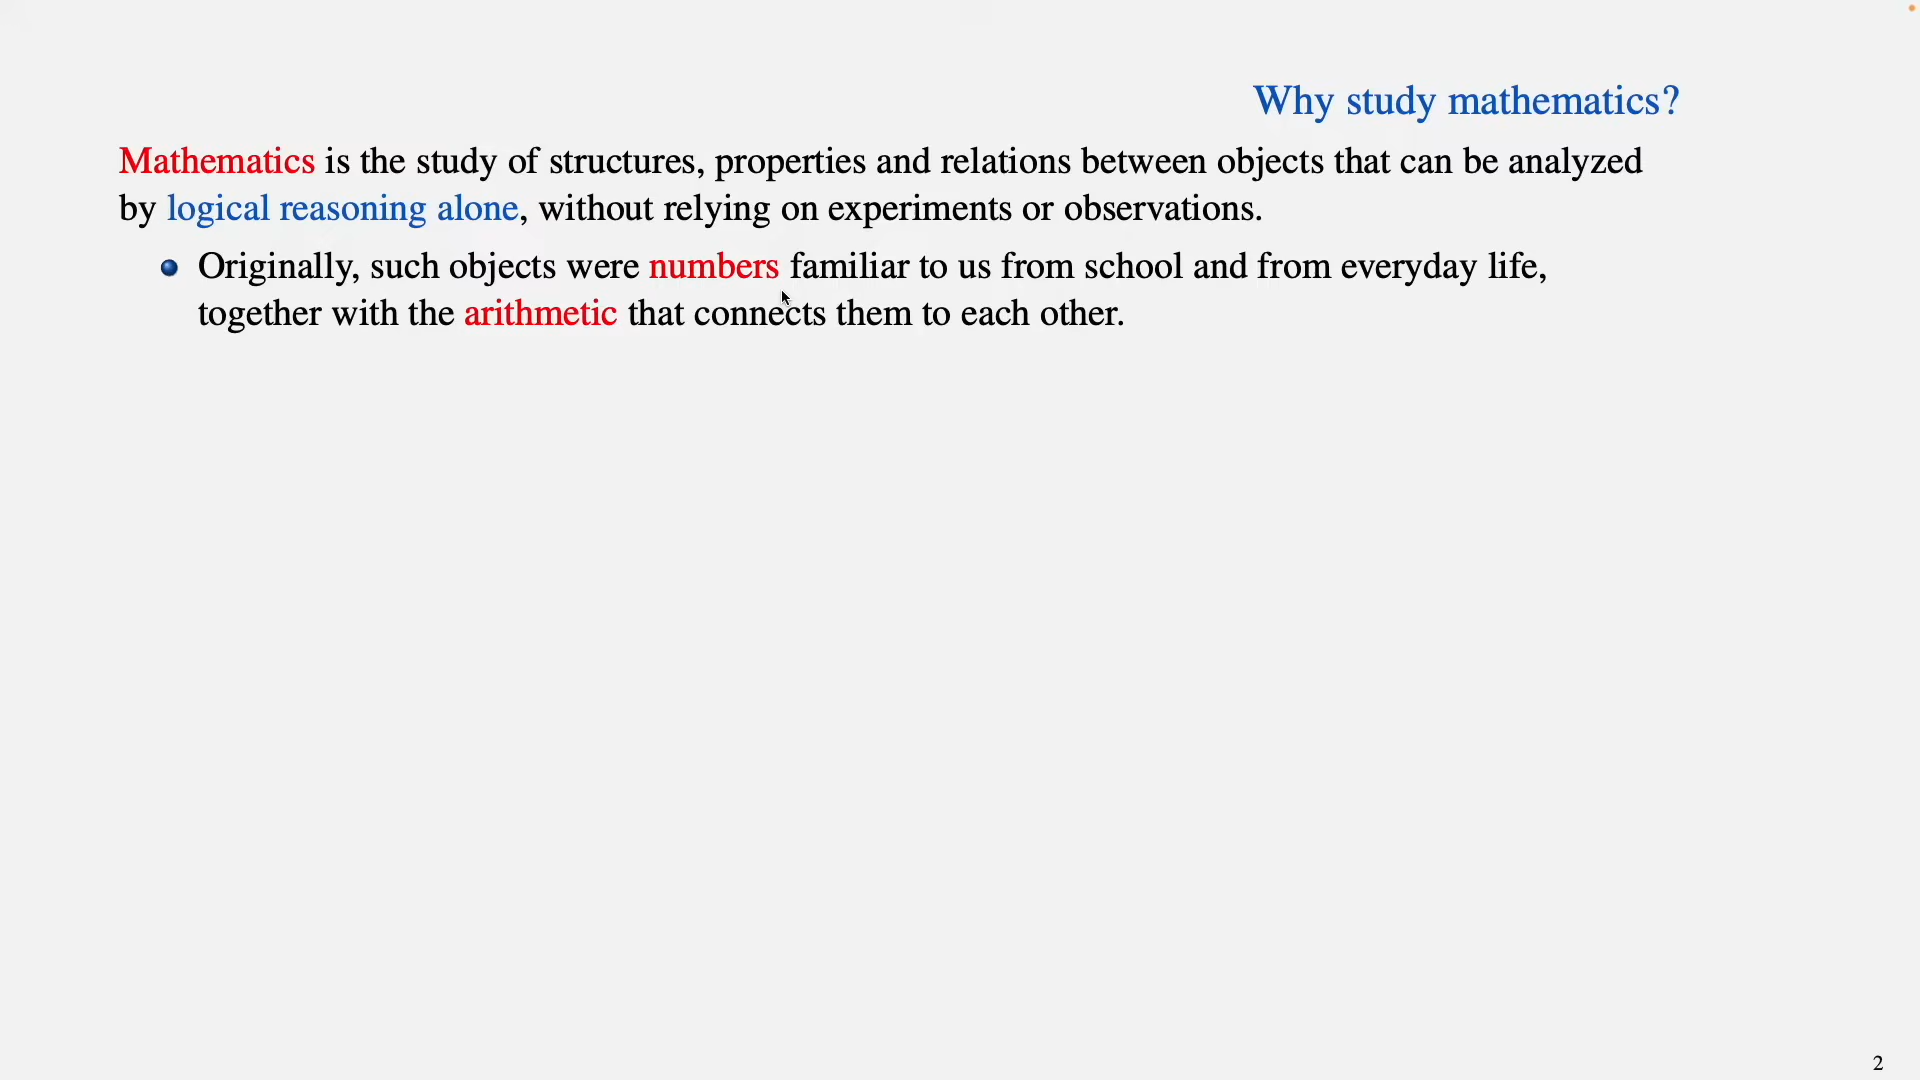 Why study mathematics?
Mathematics is the study of structures, properties and relations between objects that can be analyzed
by logical reasoning alone, without relying on experiments or observations.
Originally, such objects were numbers familiar to us from school and from everyday life,
together with the arithmetic that connects them to each other.
2